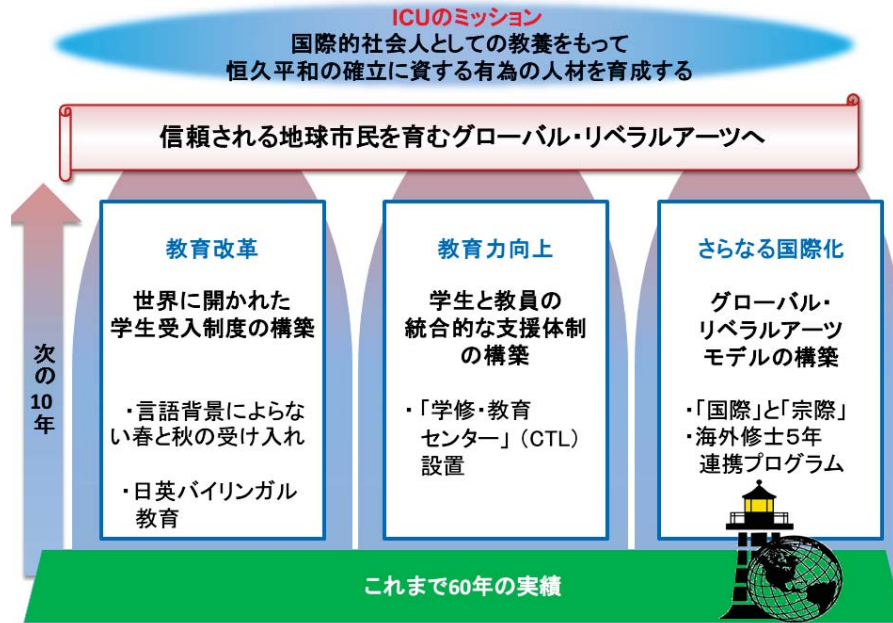 ICUのミッション
国際的社会人としての教養をもって
恒久平和の確立に資する有為の人材を育成する
信頼される地球市民を育むグローバル・リベラルアーツへ
次の10年
教育改革
世界に開かれた
学生受入制度の構築
・言語背景によらな
い春と秋の受け入れ
・日英バイリンガル
教育
教育力向上
学生と教員の
統合的な支援体制
の構築
・「学修・教育
センター」（CTL）
設置
さらなる国際化
グローバル・
リベラルアーツ
モデルの構築
・「国際」と「宗際」
・海外修士5年
連携プログラム
これまで60年の実績